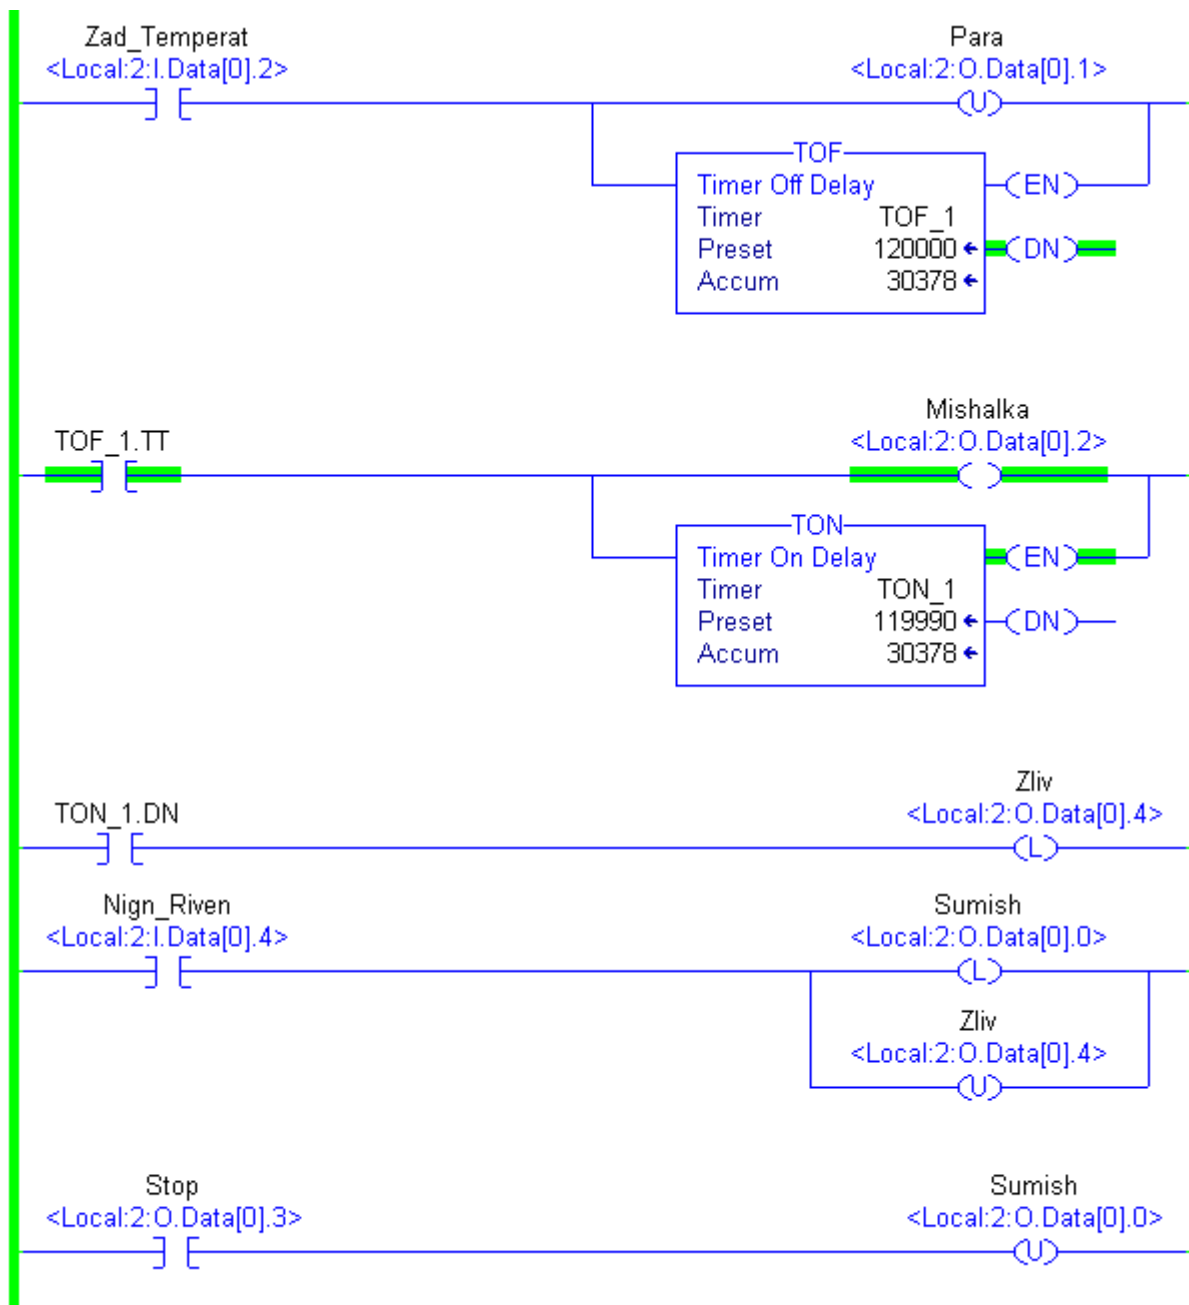 Zad_Temperat
<Local:2:I.Data[0].2>
Para
<Local:2:O.Data[0].1>
U
TOF
Timer Off Delay
Timer TOF_1
Preset 120000
Accum 30378
EN
DN
TOF_1.TT
Mishalka
<Local:2:O.Data[0].2>
TON
Timer On Delay
Timer TON_1
Preset 119990
Accum 30378
EN
DN
TON_1.DN
Zliv
<Local:2:O.Data[0].4>
L
Nign_Riven
<Local:2:I.Data[0].4>
Sumish
<Local:2:O.Data[0].0>
L
Zliv
<Local:2:O.Data[0].4>
U
Stop
<Local:2:O.Data[0].3>
Sumish
<Local:2:O.Data[0].0>
U